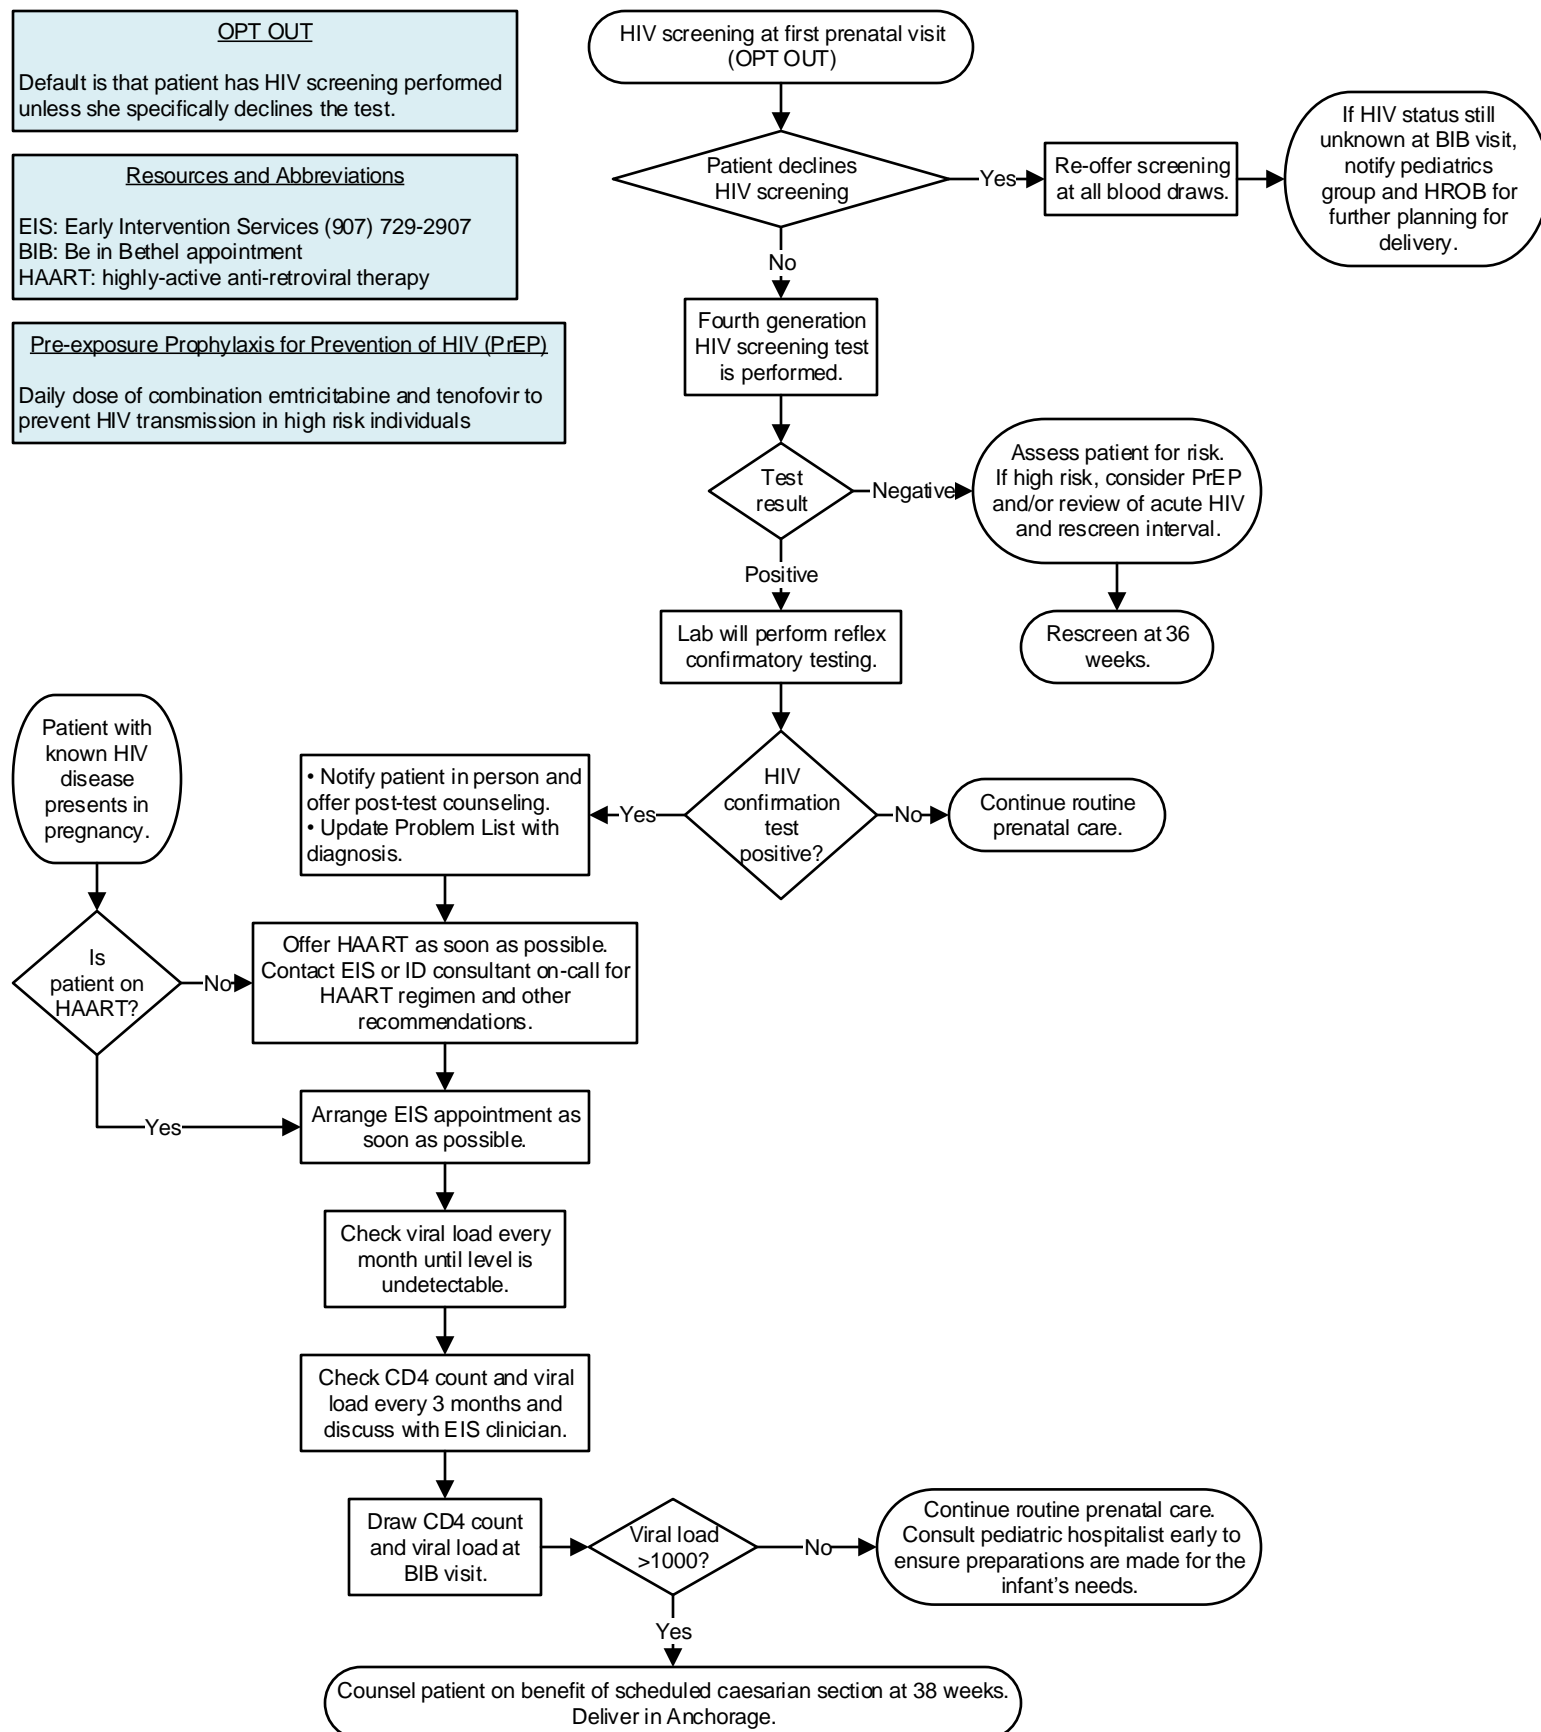 OPT OUT
Default is that patient has HIV screening performed
unless she specifically declines the test.
Resources and Abbreviations
EIS: Early Intervention Services (907) 729-2907
BIB: Be in Bethel appointment
HAART: highly-active anti-retroviral therapy
Pre-exposure Prophylaxis for Prevention of HIV (PrEP)
Daily dose of combination emtricitabine and tenofovir to
prevent HIV transmission in high risk individuals
HIV screening at first prenatal visit
(OPT OUT)
Patient declines
HIV screening
Yes
Re-offer screening
at all blood draws.
If HIV status still
unknown at BIB visit,
notify pediatrics
group and HROB for
further planning for
delivery.
No
Fourth generation
HIV screening test
is performed.
Test
result
Negative
Assess patient for risk.
If high risk, consider PrEP
and/or review of acute HIV
and rescreen interval.
Rescreen at 36
weeks.
Positive
Lab will perform reflex
confirmatory testing.
HIV
confirmation
test
positive?
No
Continue routine
prenatal care.
Yes
• Notify patient in person and
offer post-test counseling.
• Update Problem List with
diagnosis.
Patient with
known HIV
disease
presents in
pregnancy.
Is
patient on
HAART?
No
Offer HAART as soon as possible.
Contact EIS or ID consultant on-call for
HAART regimen and other
recommendations.
Yes
Arrange EIS appointment as
soon as possible.
Check viral load every
month until level is
undetectable.
Check CD4 count and viral
load every 3 months and
discuss with EIS clinician.
Draw CD4 count
and viral load at
BIB visit.
Viral load
>1000?
No
Continue routine prenatal care.
Consult pediatric hospitalist early to
ensure preparations are made for the
infant's needs.
Yes
Counsel patient on benefit of scheduled caesarian section at 38 weeks.
Deliver in Anchorage.